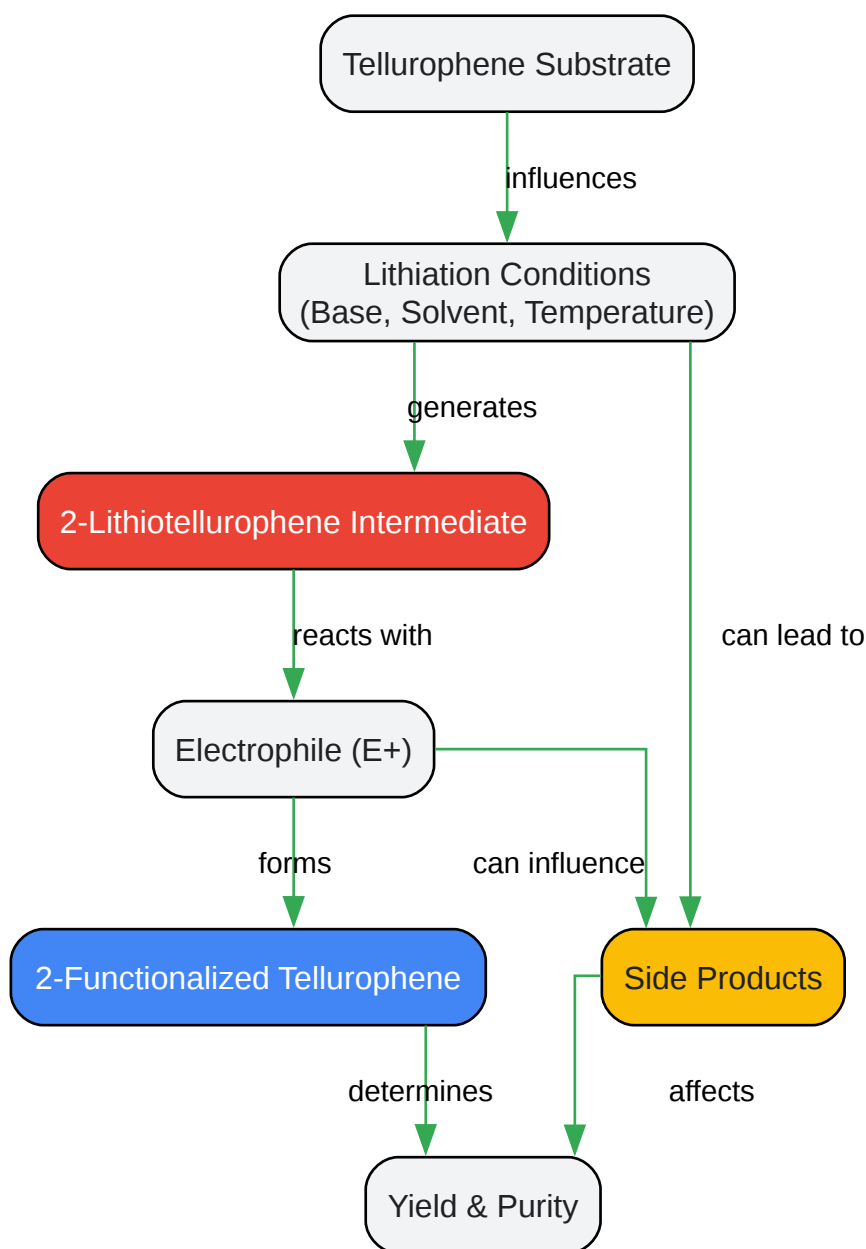 Tellurophene Substrate
influences
Lithiation Conditions
(Base, Solvent, Temperature)
generates
2-Lithiotellurophene Intermediate
reacts with
can lead to
Electrophile (E+)
forms
can influence
2-Functionalized Tellurophene
Side Products
determines
affects
Yield & Purity